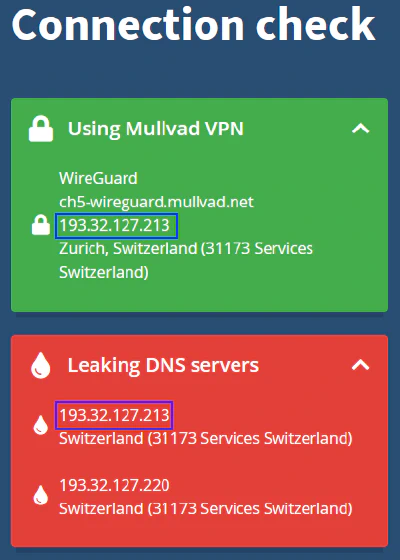 Connection check
Using Mullvad VPN
WireGuard
ch5-wireguard.mullvad.net
193.32.127.213
Zurich, Switzerland (31173 Services
Switzerland)
Leaking DNS servers
193.32.127.213
Switzerland (31173 Services Switzerland)
193.32.127.220
Switzerland (31173 Services Switzerland)